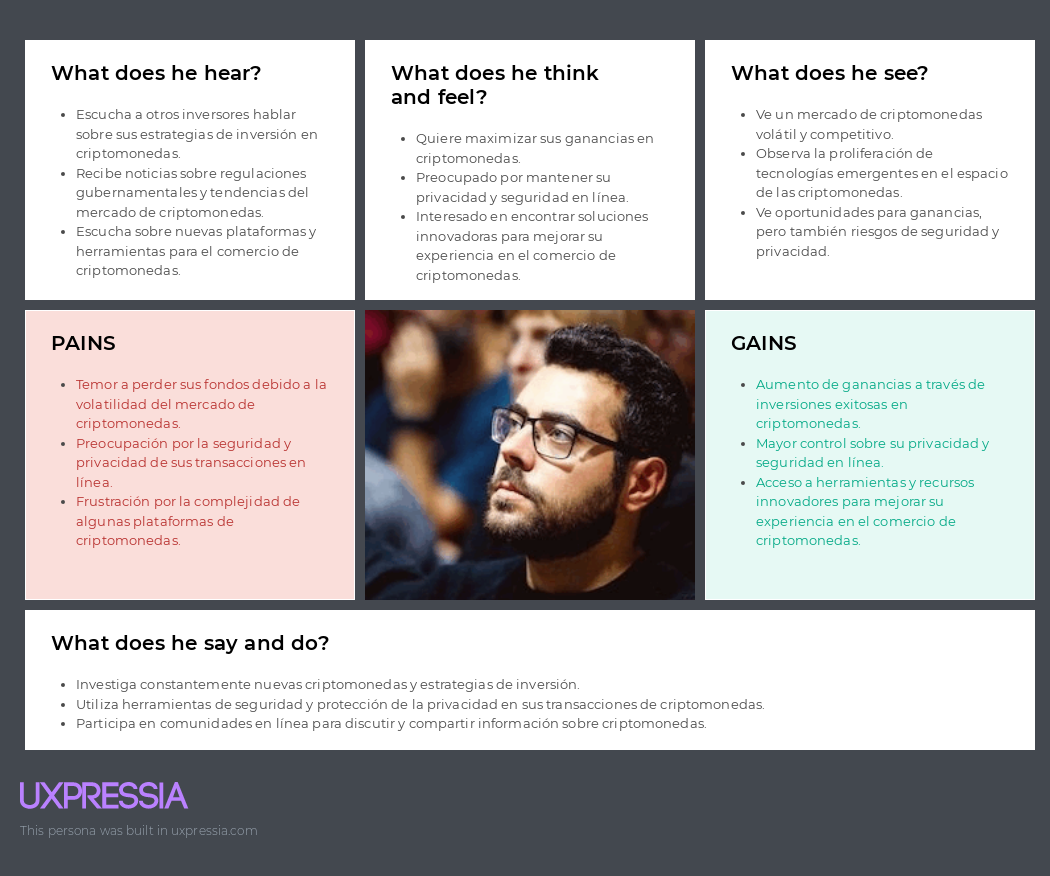 What does he hear?
Escucha a otros inversores hablar
sobre sus estrategias de inversión en
criptomonedas.
Recibe noticias sobre regulaciones
gubernamentales y tendencias del
mercado de criptomonedas.
Escucha sobre nuevas plataformas y
herramientas para el comercio de
criptomonedas.
What does he think
and feel?
Quiere maximizar sus ganancias en
criptomonedas.
Preocupado por mantener su
privacidad y seguridad en línea.
Interesado en encontrar soluciones
innovadoras para mejorar su
experiencia en el comercio de
criptomonedas.
What does he see?
Ve un mercado de criptomonedas
volátil y competitivo.
Observa la proliferación de
tecnologías emergentes en el espacio
de las criptomonedas.
Ve oportunidades para ganancias,
pero también riesgos de seguridad y
privacidad.
PAINS
Temor a perder sus fondos debido a la
volatilidad del mercado de
criptomonedas.
Preocupación por la seguridad y
privacidad de sus transacciones en
línea.
Frustración por la complejidad de
algunas plataformas de
criptomonedas.
GAINS
Aumento de ganancias a través de
inversiones exitosas en
criptomonedas.
Mayor control sobre su privacidad y
seguridad en línea.
Acceso a herramientas y recursos
innovadores para mejorar su
experiencia en el comercio de
criptomonedas.
What does he say and do?
Investiga constantemente nuevas criptomonedas y estrategias de inversión.
Utiliza herramientas de seguridad y protección de la privacidad en sus transacciones de criptomonedas.
Participa en comunidades en línea para discutir y compartir información sobre criptomonedas.
UXPRESSIA
This persona was built in uxpressia.com